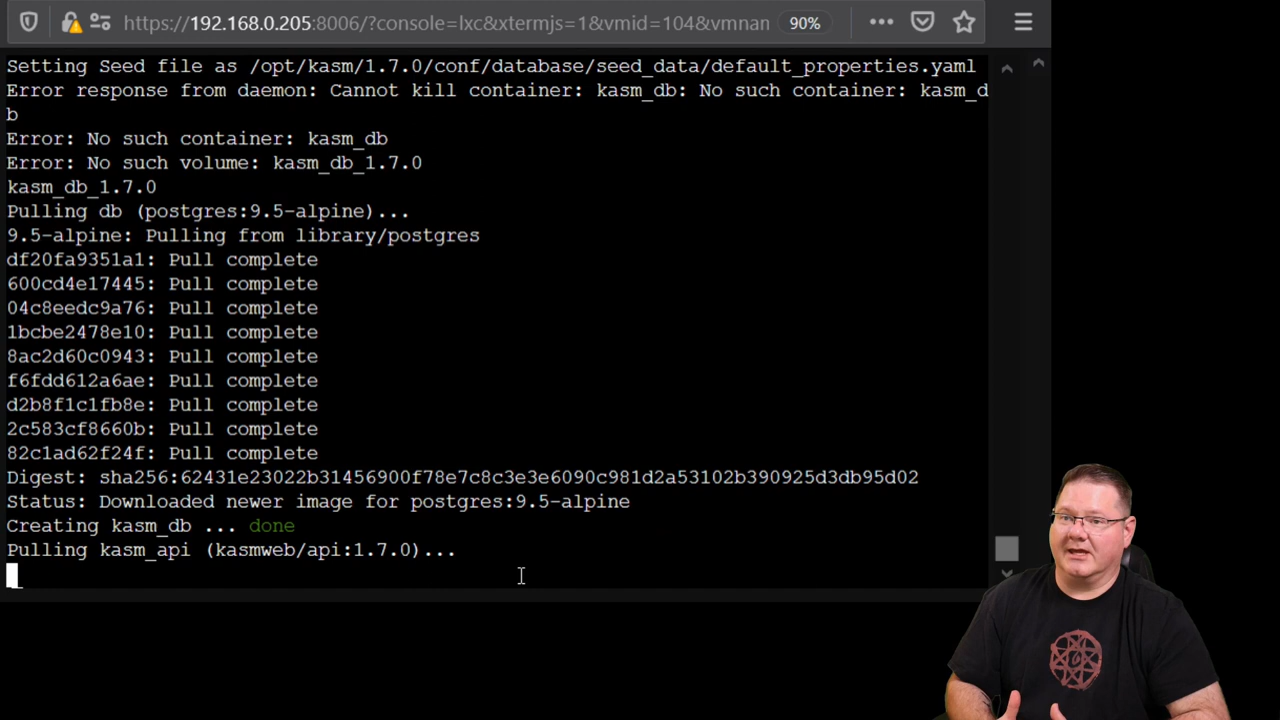 https://192.168.0.205:8006/?console=lxc&xtermjs=1&vmid=104&vmnan
90%
Setting Seed file as /opt/kasm/1.7.0/conf/database/seed_data/default_properties.yaml
Error response from daemon: Cannot kill container: kasm_db: No such container: kasm_d
b
Error: No such container: kasm_db
Error: No such volume: kasm_db_1.7.0
kasm_db_1.7.0
Pulling db (postgres:9.5-alpine)...
9.5-alpine: Pulling from library/postgres
df20fa9351a1: Pull complete
600cd4e17445: Pull complete
04c8eedc9a76: Pull complete
1bcbe2478e10: Pull complete
8ac2d60c0943: Pull complete
f6fdd612a6ae: Pull complete
d2b8f1c1fb8e: Pull complete
2c583cf8660b: Pull complete
82c1ad62f24f: Pull complete
Digest: sha256:62431e23022b31456900f78e7c8c3e3e6090c981d2a53102b390925d3db95d02
Status: Downloaded newer image for postgres:9.5-alpine
Creating kasm_db ... done
Pulling kasm_api (kasmweb/api:1.7.0)...